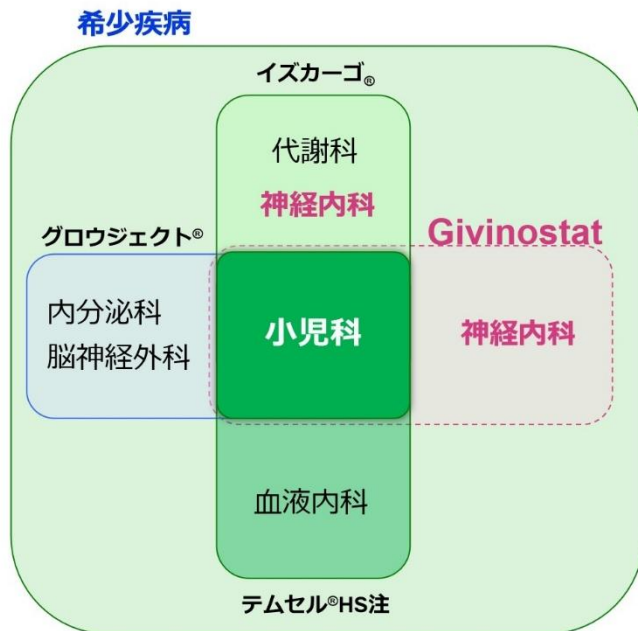 希少疾病
イズカーゴ®
代謝科
神経内科
グロウジェクト®
Givinostat
内分泌科
脳神経外科
小児科
神経内科
血液内科
テムセル®HS注